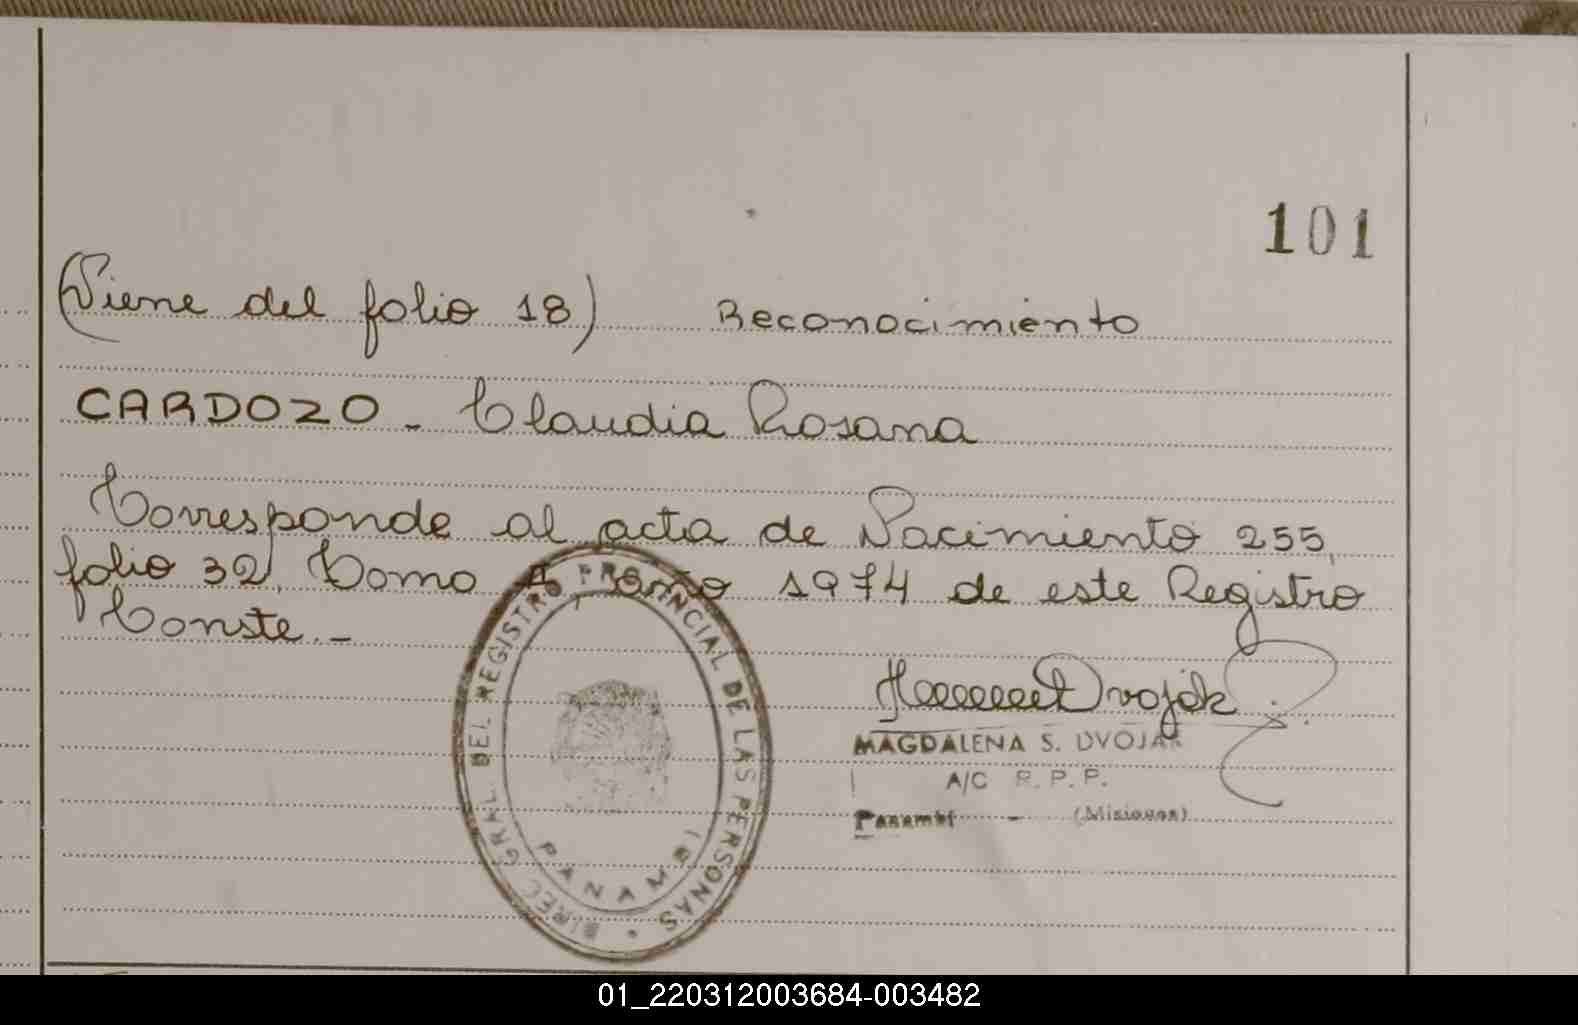 101
(Viene del folio 18) Reconocimiento
CARDOZO - Claudia Rosana
Corresponde al acta de Nacimiento 255,
folio 32, Tomo año 1974 de este Registro
Conste. -
Dvojak
MAGDALENA S. DVOJAK
A/C R. P. P.
Panambí - (Misiones)
DIREC. GRAL. DEL REGISTRO PROVINCIAL DE LAS PERSONAS
PANAMBI
01_220312003684-003482